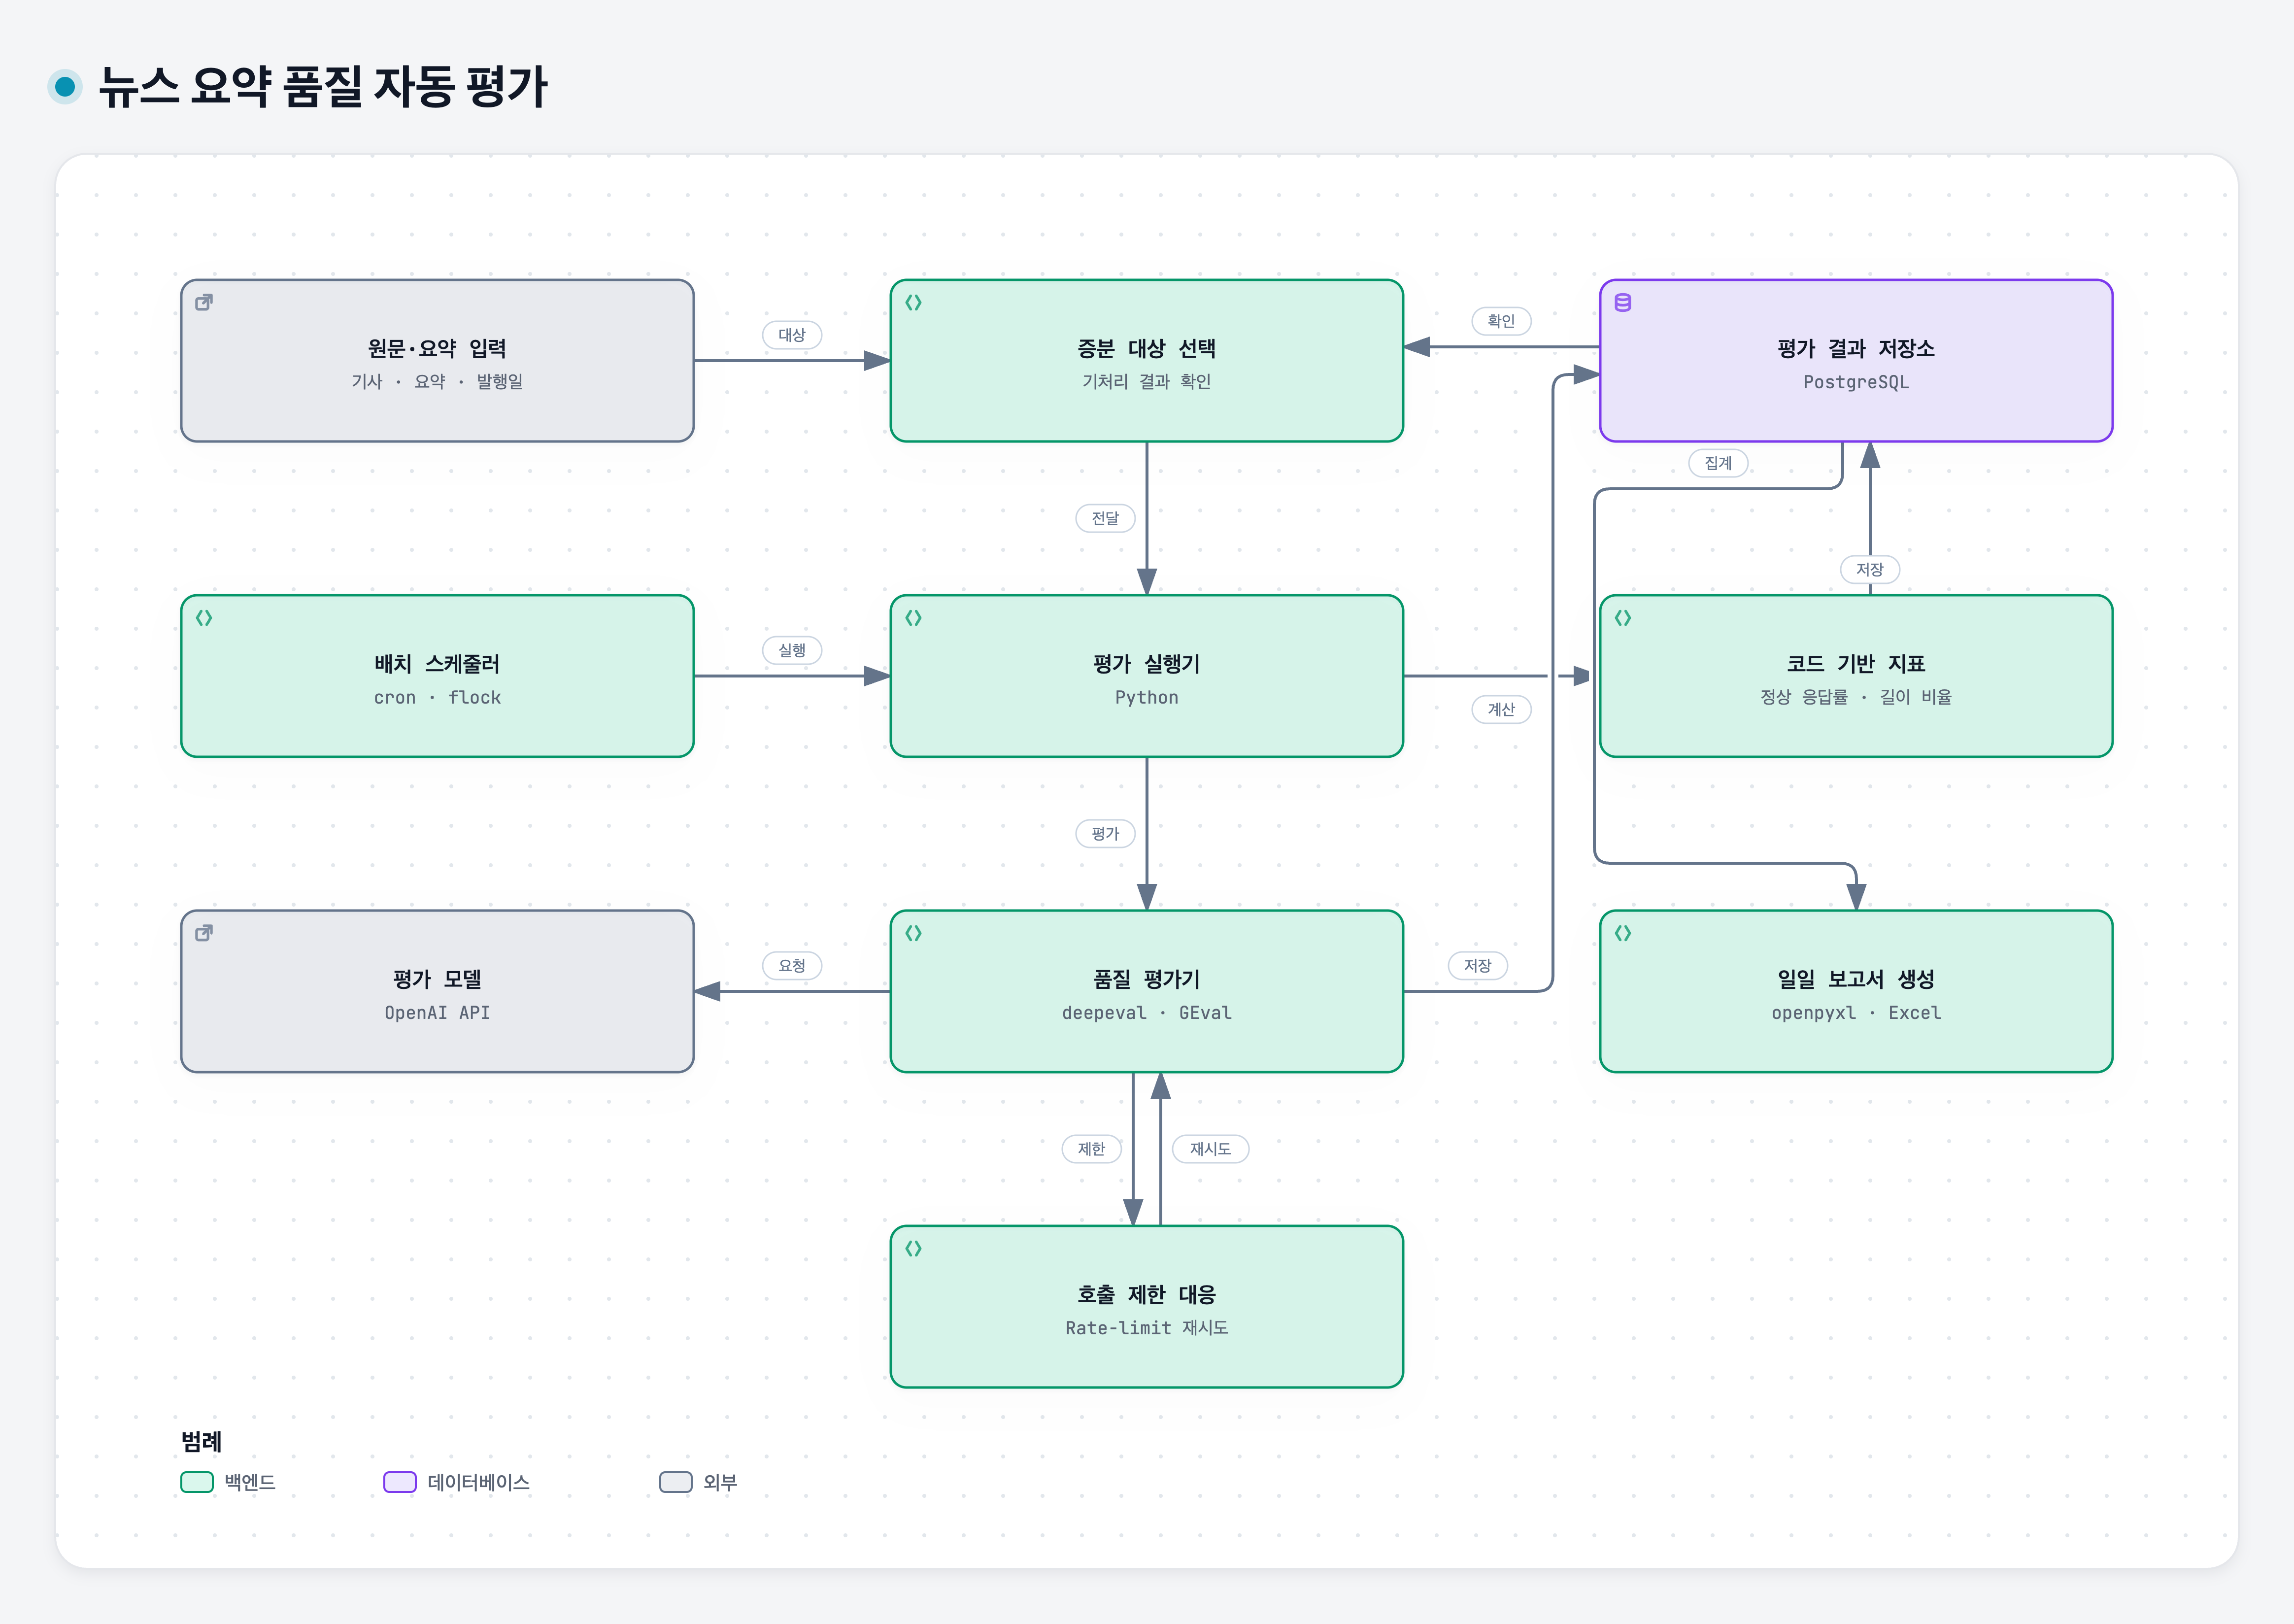 뉴스 요약 품질 자동 평가
원문·요약 입력
기사 · 요약 · 발행일
대상
증분 대상 선택
기처리 결과 확인
확인
평가 결과 저장소
PostgreSQL
전달
집계
저장
배치 스케줄러
cron · flock
실행
평가 실행기
Python
계산
코드 기반 지표
정상 응답률 · 길이 비율
평가
평가 모델
OpenAI API
요청
품질 평가기
deepeval · GEval
저장
일일 보고서 생성
openpyxl · Excel
제한
재시도
호출 제한 대응
Rate-limit 재시도
범례
백엔드
데이터베이스
외부